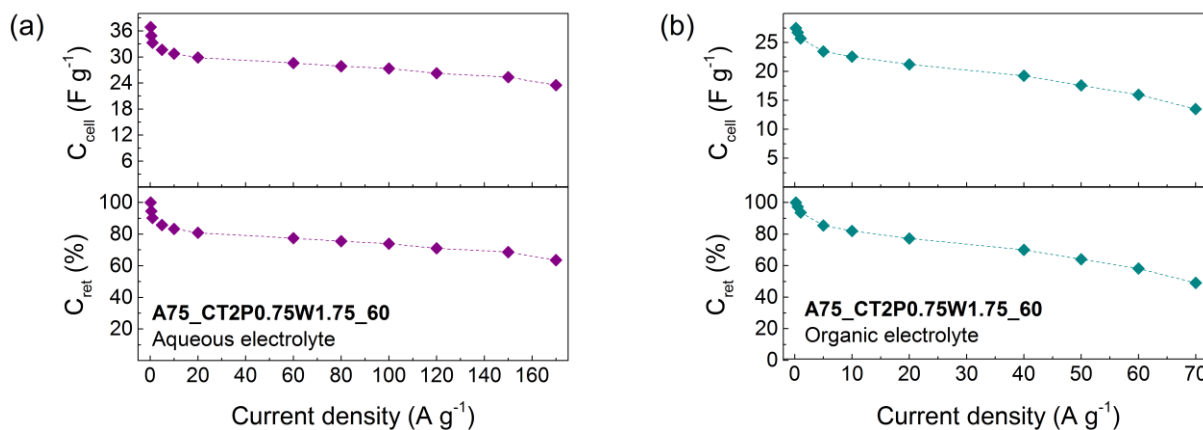 (a)
36
30
24
18
12
6
C_cell (F g⁻¹)
100
80
60
40
20
C_ret (%)
A75_CT2P0.75W1.75_60
Aqueous electrolyte
0 20 40 60 80 100 120 140 160
Current density (A g⁻¹)
(b)
25
20
15
10
5
C_cell (F g⁻¹)
100
80
60
40
20
0
C_ret (%)
A75_CT2P0.75W1.75_60
Organic electrolyte
0 10 20 30 40 50 60 70
Current density (A g⁻¹)